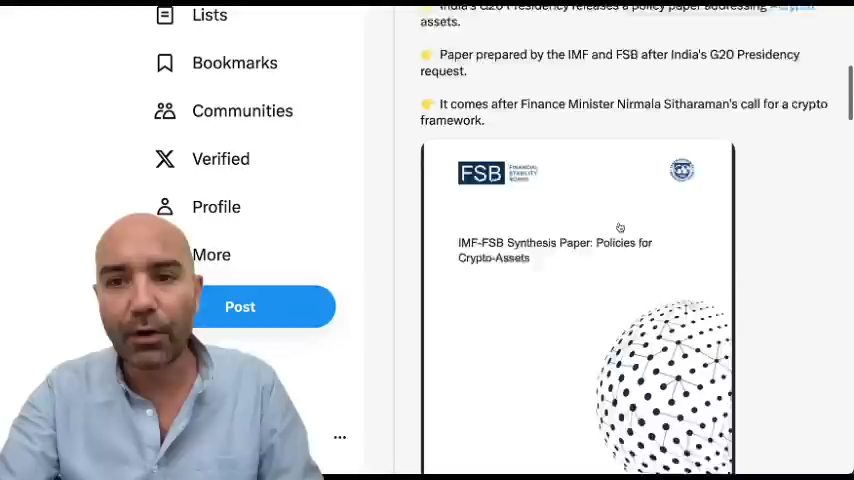 Lists
Bookmarks
Communities
Verified
Profile
More
Post
...
India's G20 Presidency releases a policy paper addressing #Crypto
assets.
👉 Paper prepared by the IMF and FSB after India's G20 Presidency
request.
👉 It comes after Finance Minister Nirmala Sitharaman's call for a crypto
framework.
FSB FINANCIAL
STABILITY
BOARD
IMF-FSB Synthesis Paper: Policies for
Crypto-Assets